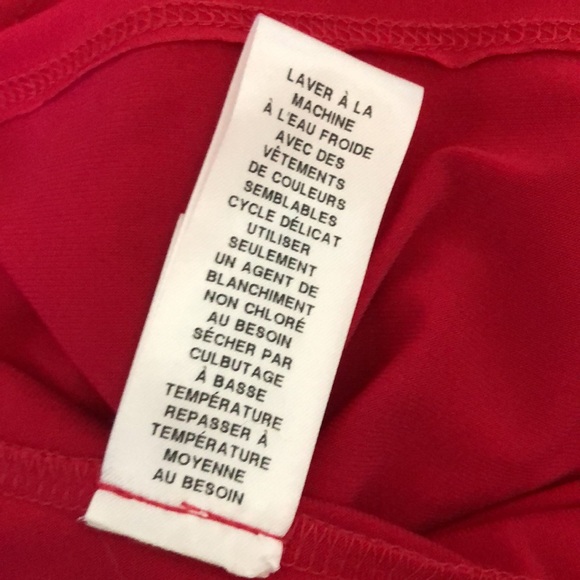 LAVER À LA
MACHINE
À L'EAU FROIDE
AVEC DES
VÊTEMENTS
DE COULEURS
SEMBLABLES
CYCLE DÉLICAT
UTILISER
SEULEMENT
UN AGENT DE
BLANCHIMENT
NON CHLORÉ
AU BESOIN
SÉCHER PAR
CULBUTAGE
À BASSE
TEMPÉRATURE
REPASSER À
TEMPÉRATURE
MOYENNE
AU BESOIN